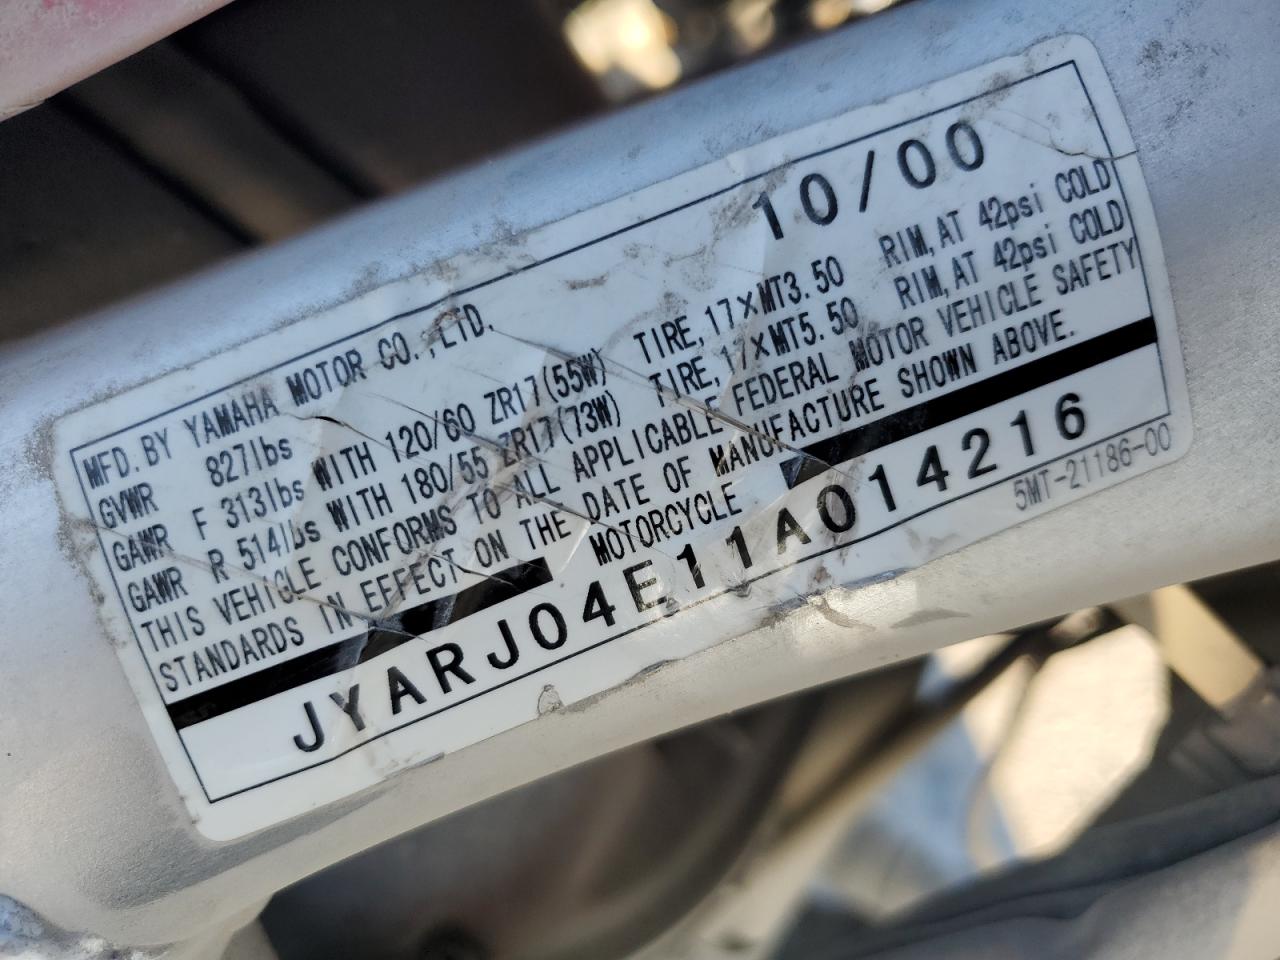 10/00
MFD. BY YAMAHA MOTOR CO., LTD.
GVWR 827lbs
GAWR F 313lbs WITH 120/60 ZR17(55W) TIRE, 17×MT3.50 RIM, AT 42psi COLD
GAWR R 514lbs WITH 180/55 ZR17(73W) TIRE, 17×MT5.50 RIM, AT 42psi COLD
THIS VEHICLE CONFORMS TO ALL APPLICABLE FEDERAL MOTOR VEHICLE SAFETY
STANDARDS IN EFFECT ON THE DATE OF MANUFACTURE SHOWN ABOVE.
MOTORCYCLE
JYARJ04E11A014216
5MT-21186-00